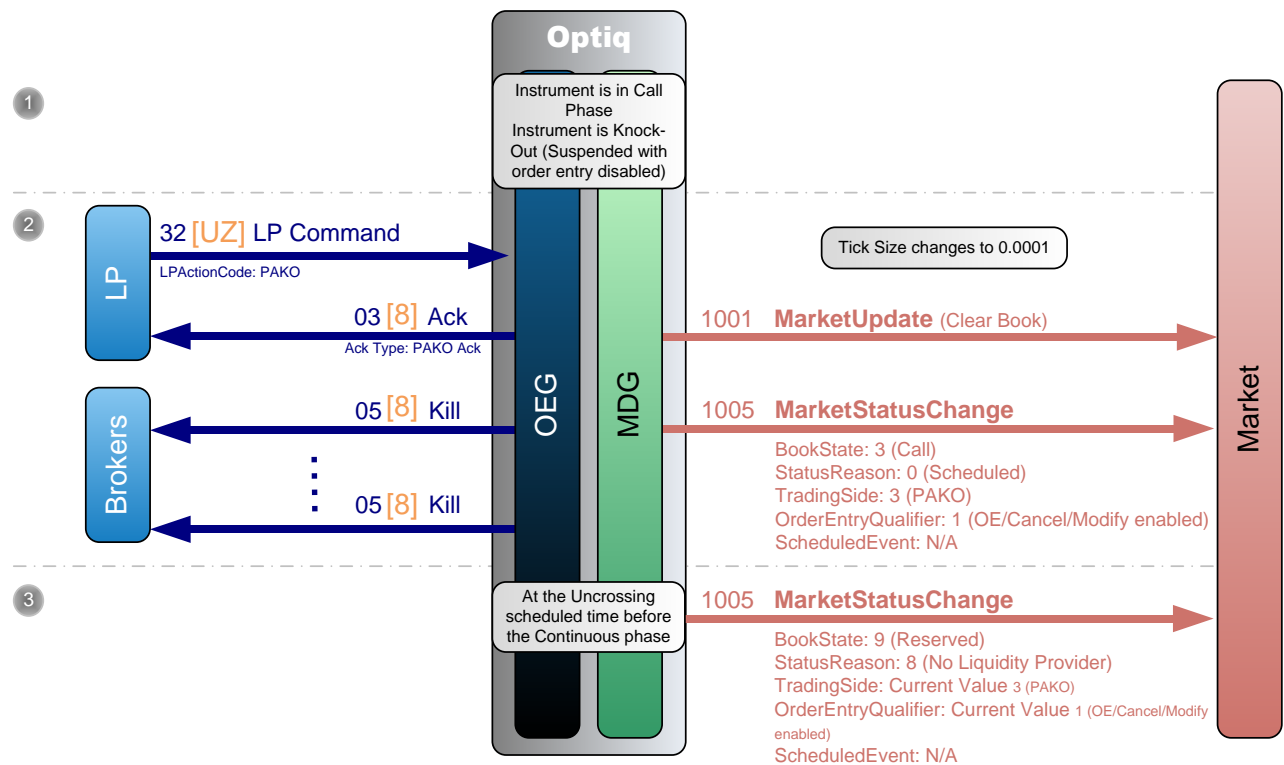 Optiq
1
Instrument is in Call
Phase
Instrument is Knock-
Out (Suspended with
order entry disabled)
2
LP
32 [UZ] LP Command
LPActionCode: PAKO
Tick Size changes to 0.0001
03 [8] Ack
Ack Type: PAKO Ack
1001 MarketUpdate (Clear Book)
OEG
MDG
Market
Brokers
05 [8] Kill
05 [8] Kill
1005 MarketStatusChange
BookState: 3 (Call)
StatusReason: 0 (Scheduled)
TradingSide: 3 (PAKO)
OrderEntryQualifier: 1 (OE/Cancel/Modify enabled)
ScheduledEvent: N/A
3
At the Uncrossing
scheduled time before
the Continuous phase
1005 MarketStatusChange
BookState: 9 (Reserved)
StatusReason: 8 (No Liquidity Provider)
TradingSide: Current Value 3 (PAKO)
OrderEntryQualifier: Current Value 1 (OE/Cancel/Modify
enabled)
ScheduledEvent: N/A